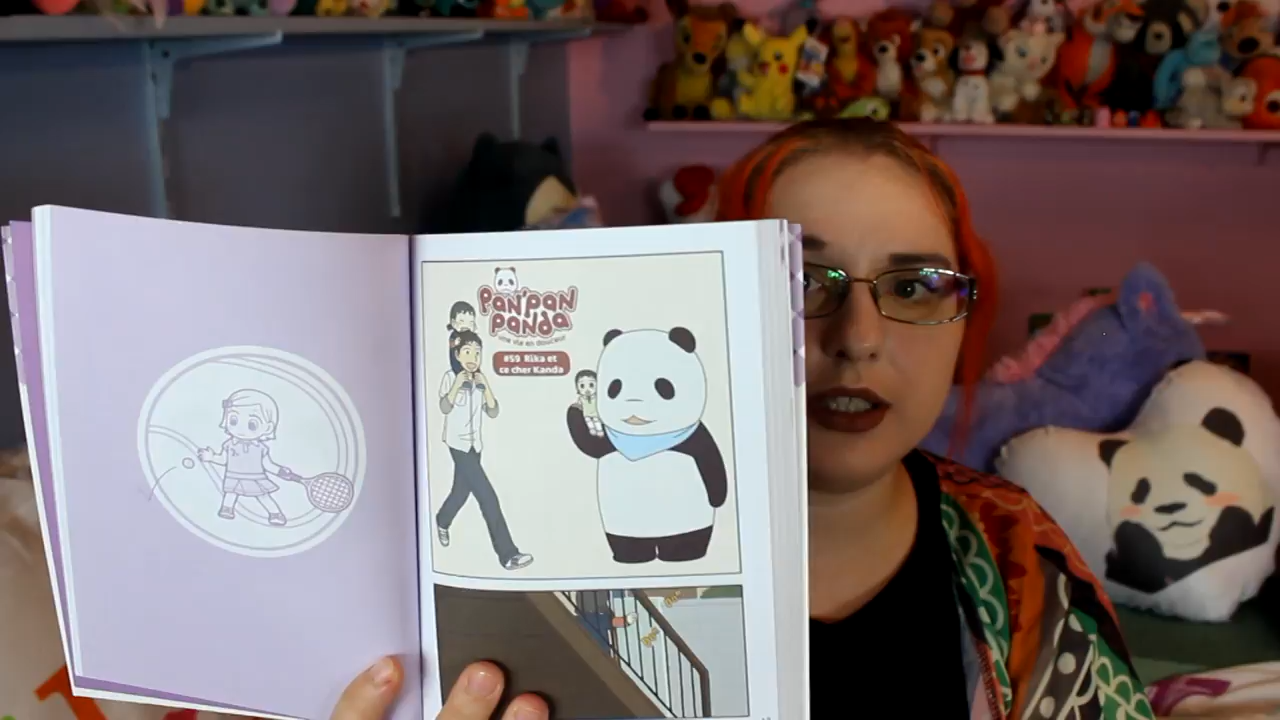 Pan'Pan
Panda
une vie en douceur
#59 Rika et
ce cher Kanda